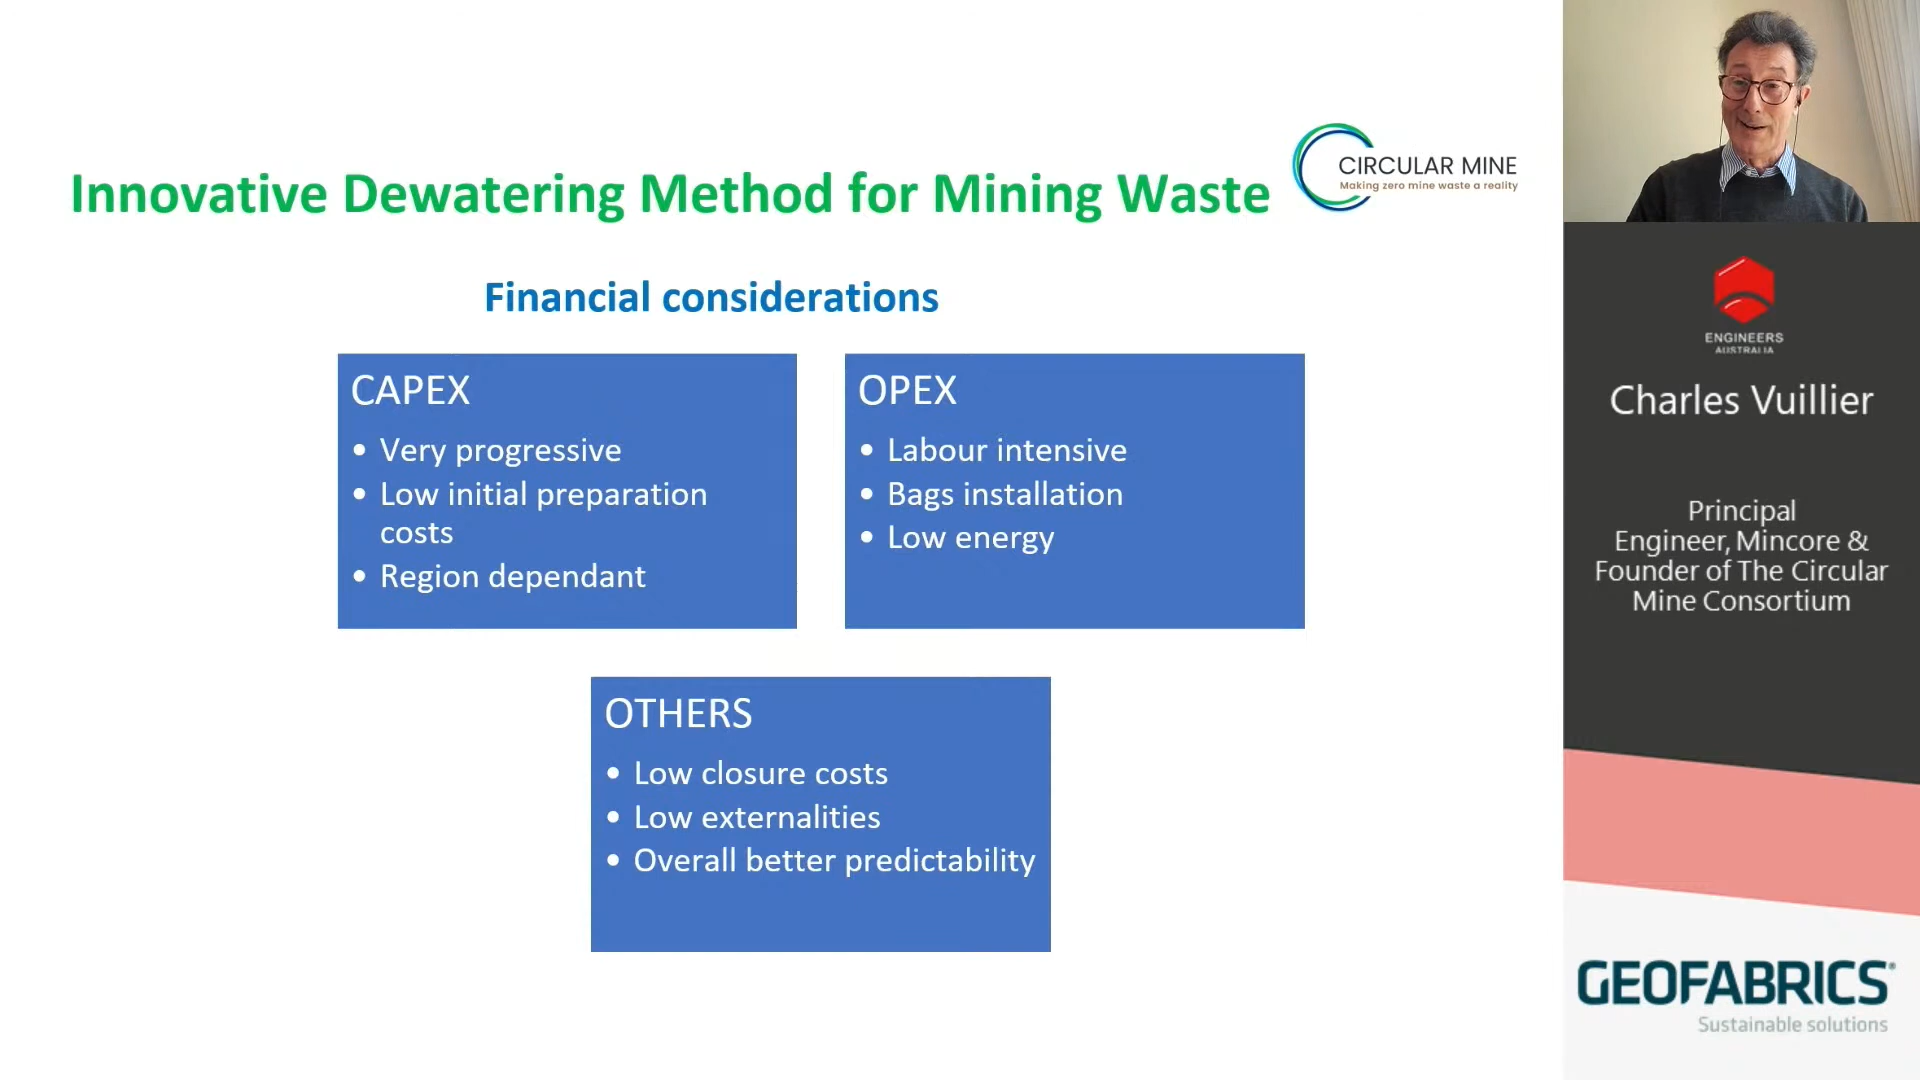 Innovative Dewatering Method for Mining Waste
CIRCULAR MINE
Making zero mine waste a reality
Financial considerations
CAPEX
• Very progressive
• Low initial preparation
costs
• Region dependant
OPEX
• Labour intensive
• Bags installation
• Low energy
OTHERS
• Low closure costs
• Low externalities
• Overall better predictability
ENGINEERS
AUSTRALIA
Charles Vuillier
Principal
Engineer, Mincore &
Founder of The Circular
Mine Consortium
GEOFABRICS®
Sustainable solutions